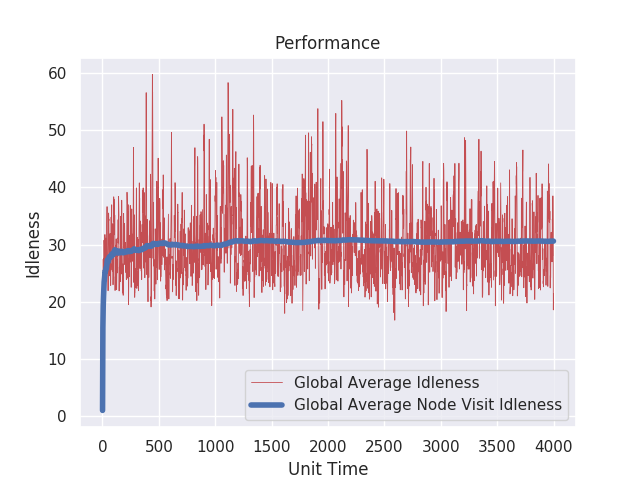 Performance
60
50
40
30
20
10
0
Idleness
Global Average Idleness
Global Average Node Visit Idleness
0 500 1000 1500 2000 2500 3000 3500 4000
Unit Time